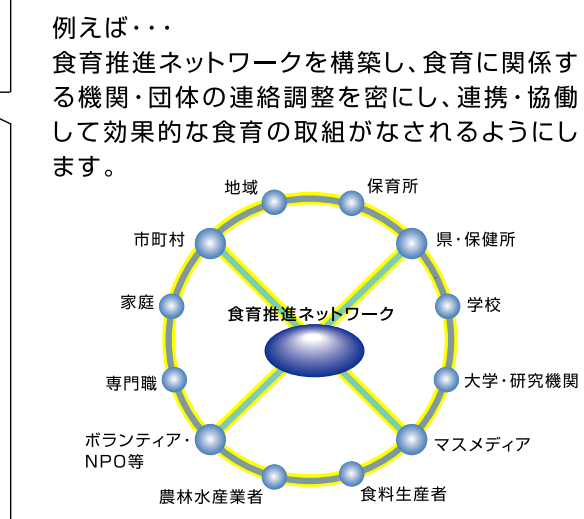 例えば・・・
食育推進ネットワークを構築し、食育に関係す
る機関・団体の連絡調整を密にし、連携・協働
して効果的な食育の取組がなされるようにし
ます。
地域
保育所
市町村
県・保健所
家庭
食育推進ネットワーク
学校
専門職
大学・研究機関
ボランティア・
NPO等
マスメディア
農林水産業者
食料生産者